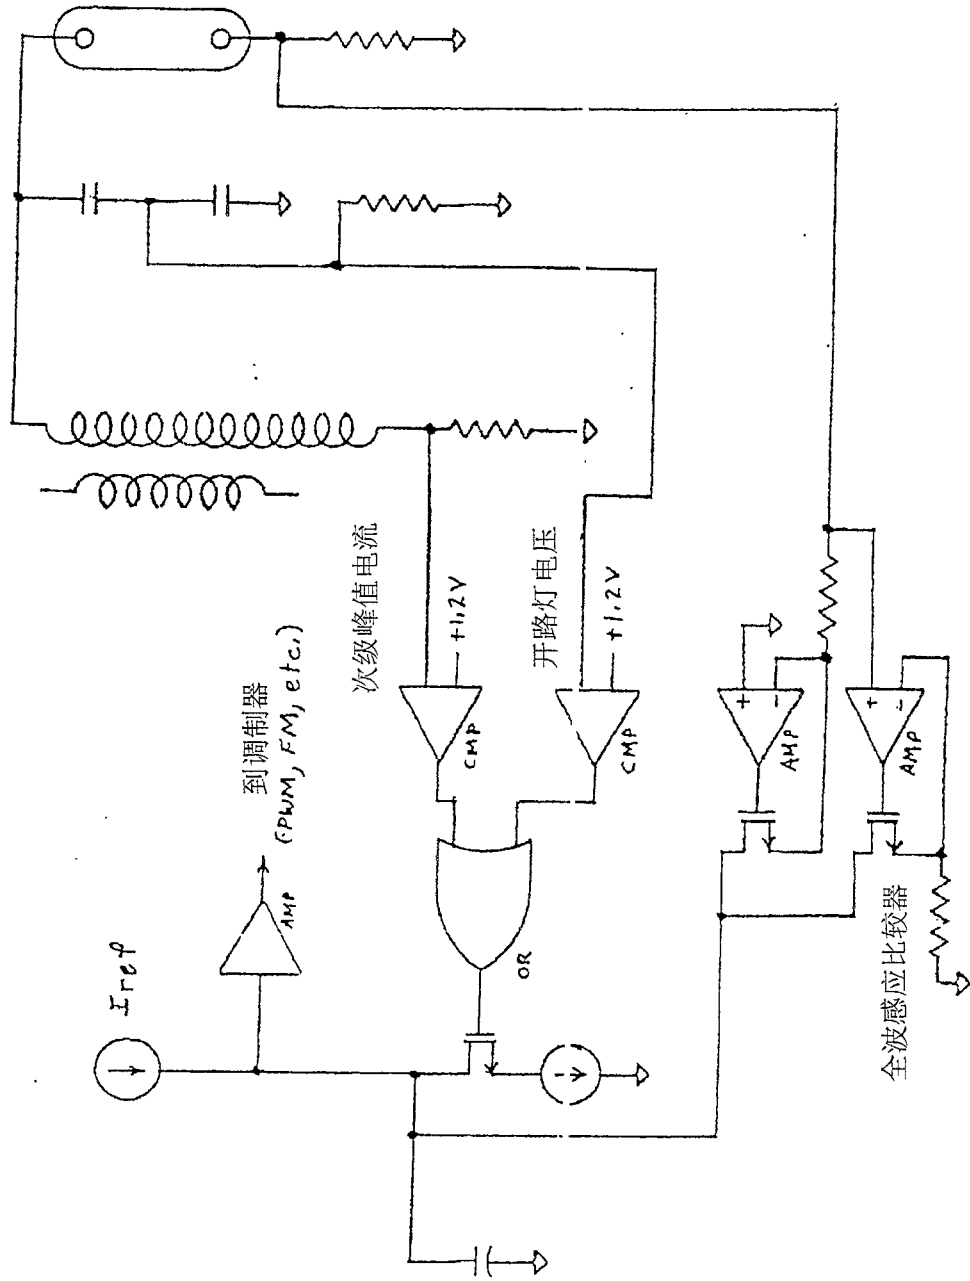 Iref
AMP
到调制器
(PWM, FM, etc.)
次级峰值电流
+1.2V
CMP
开路灯电压
+1.2V
CMP
OR
+
-
AMP
+
-
AMP
全波感应比较器